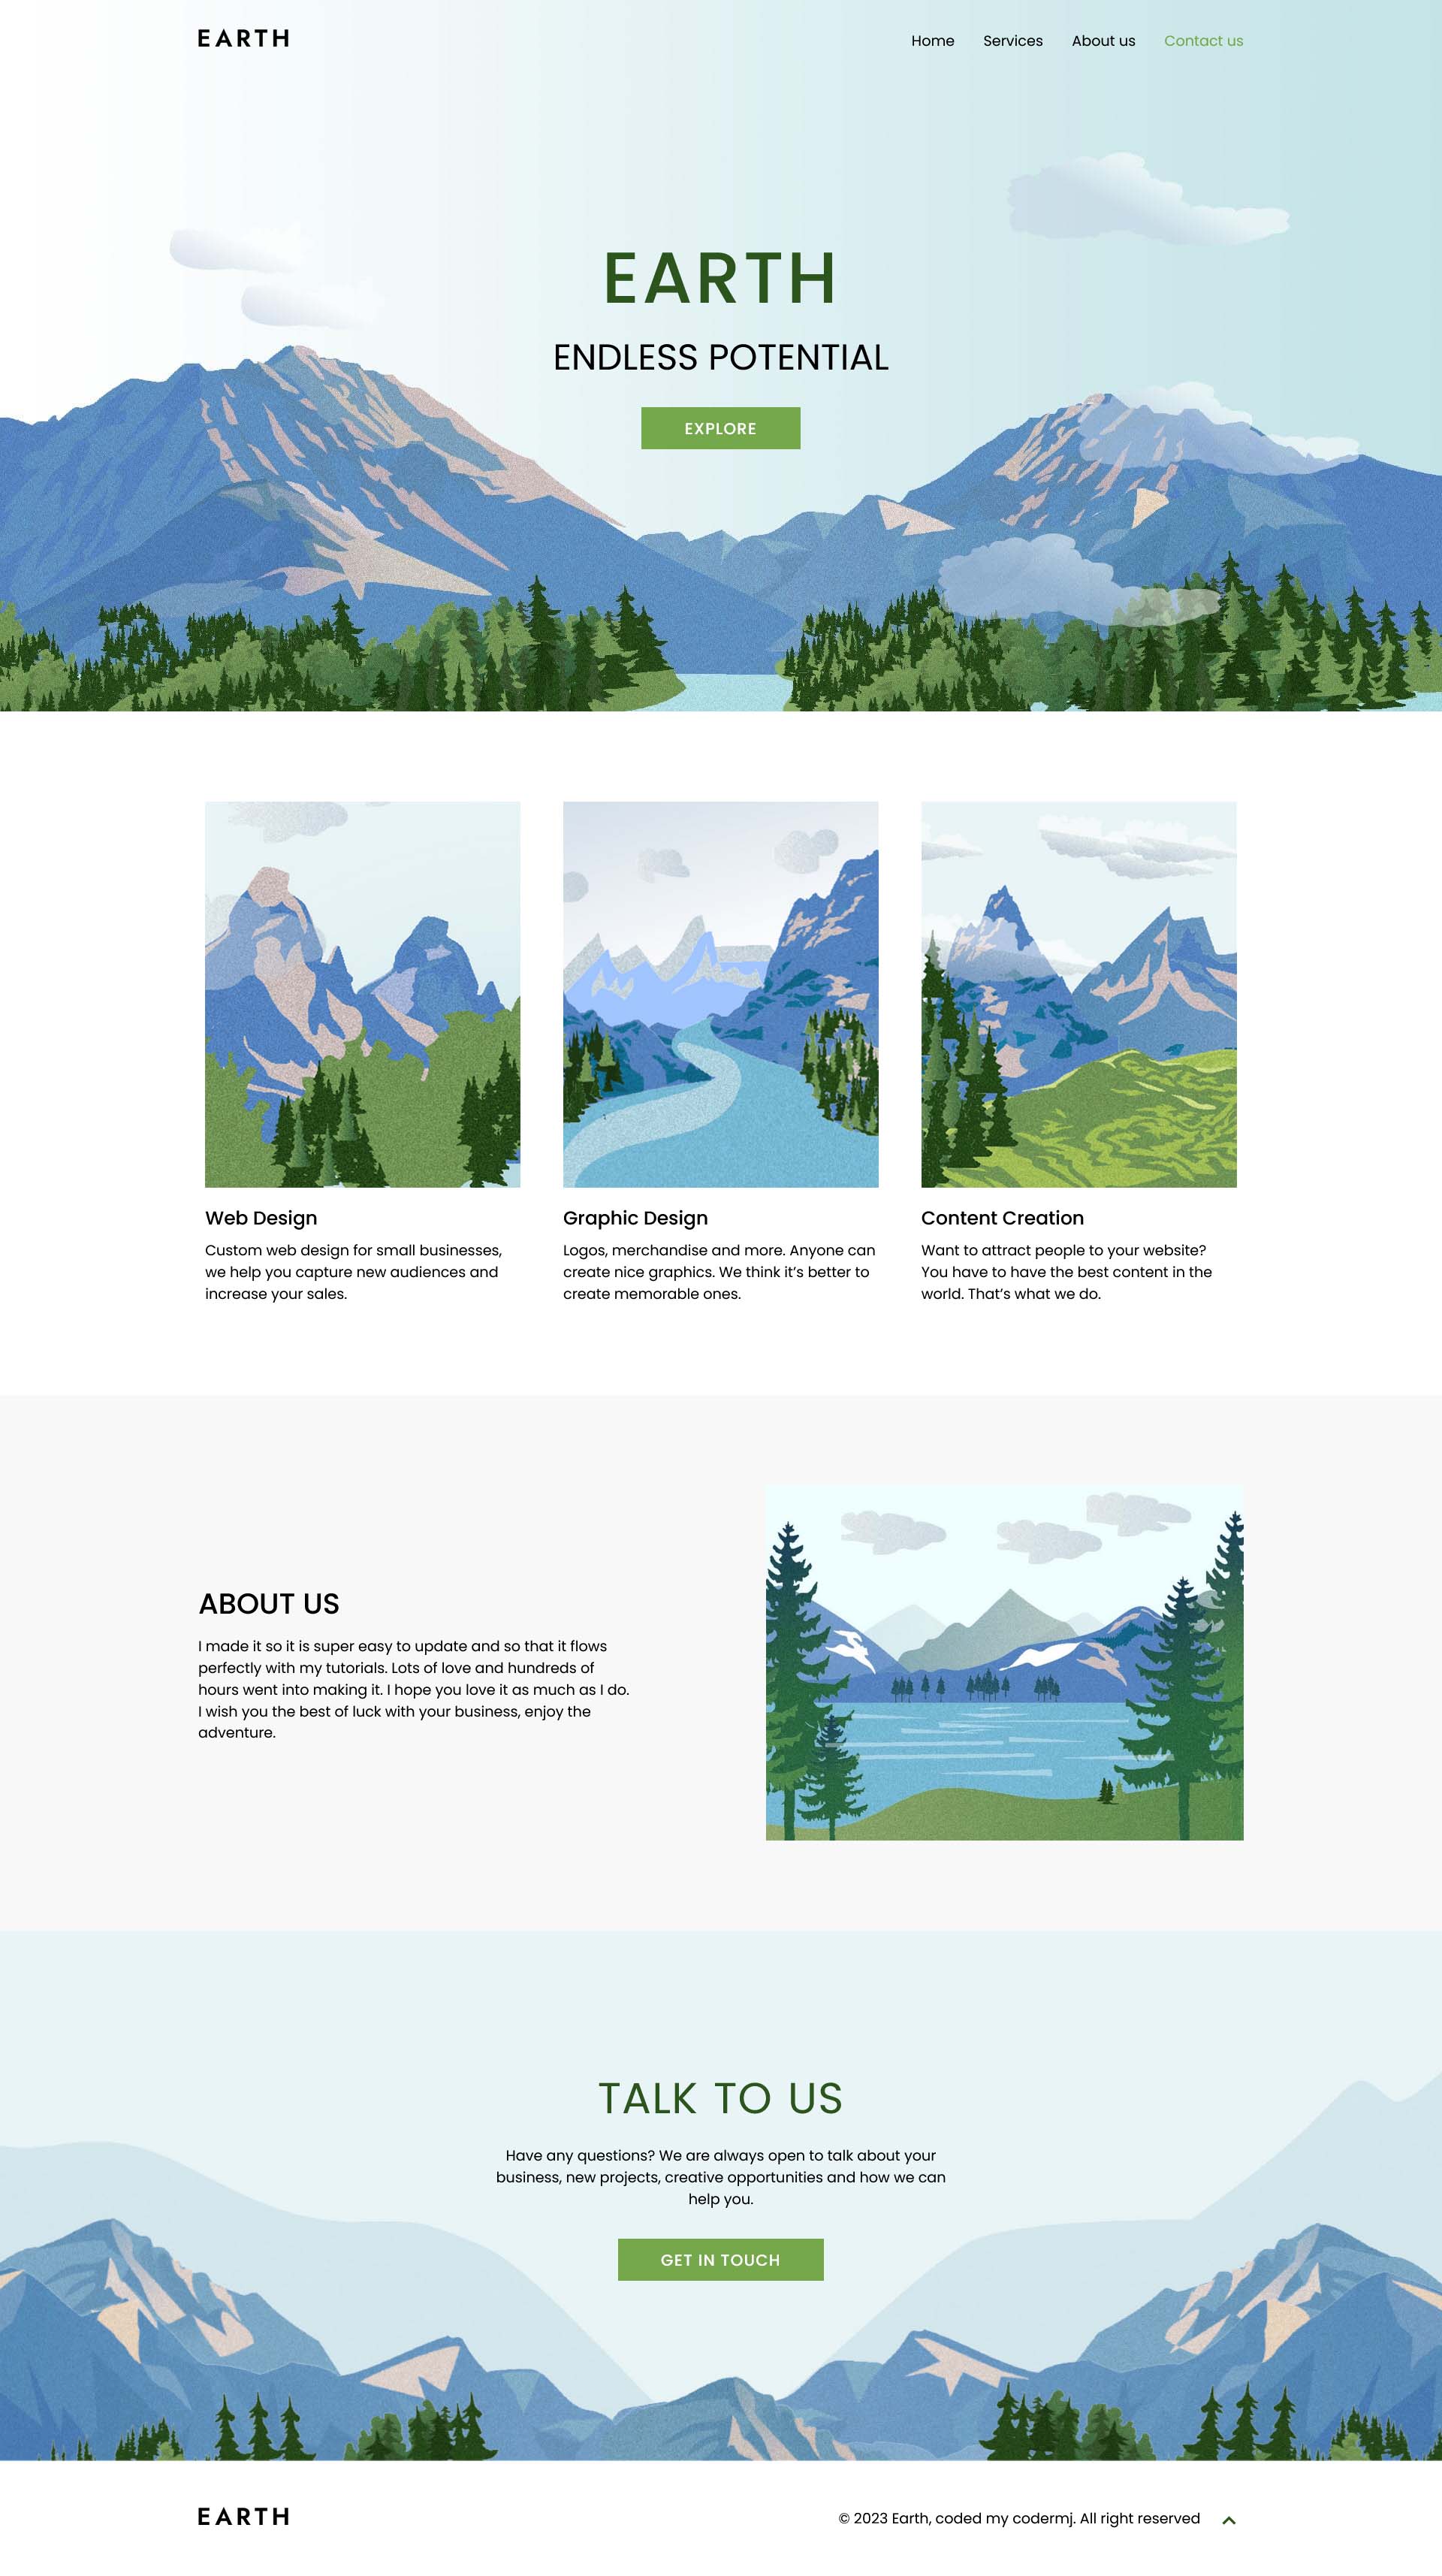 EARTH
Home Services About us Contact us
EARTH
ENDLESS POTENTIAL
EXPLORE
Web Design
Custom web design for small businesses,
we help you capture new audiences and
increase your sales.
Graphic Design
Logos, merchandise and more. Anyone can
create nice graphics. We think it’s better to
create memorable ones.
Content Creation
Want to attract people to your website?
You have to have the best content in the
world. That’s what we do.
ABOUT US
I made it so it is super easy to update and so that it flows
perfectly with my tutorials. Lots of love and hundreds of
hours went into making it. I hope you love it as much as I do.
I wish you the best of luck with your business, enjoy the
adventure.
TALK TO US
Have any questions? We are always open to talk about your
business, new projects, creative opportunities and how we can
help you.
GET IN TOUCH
EARTH
© 2023 Earth, coded my codermj. All right reserved